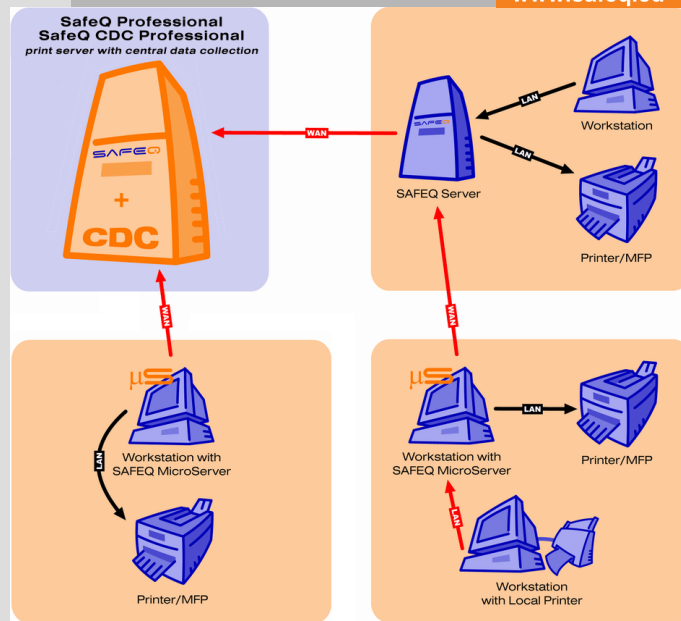 SafeQ Professional
SafeQ CDC Professional
print server with central data collection
SAFEQ
+
CDC
WAN
SAFEQ
SAFEQ Server
LAN
Workstation
LAN
Printer/MFP
WAN
WAN
µS
Workstation with
SAFEQ MicroServer
LAN
Printer/MFP
µS
Workstation with
SAFEQ MicroServer
LAN
Printer/MFP
LAN
Workstation
with Local Printer